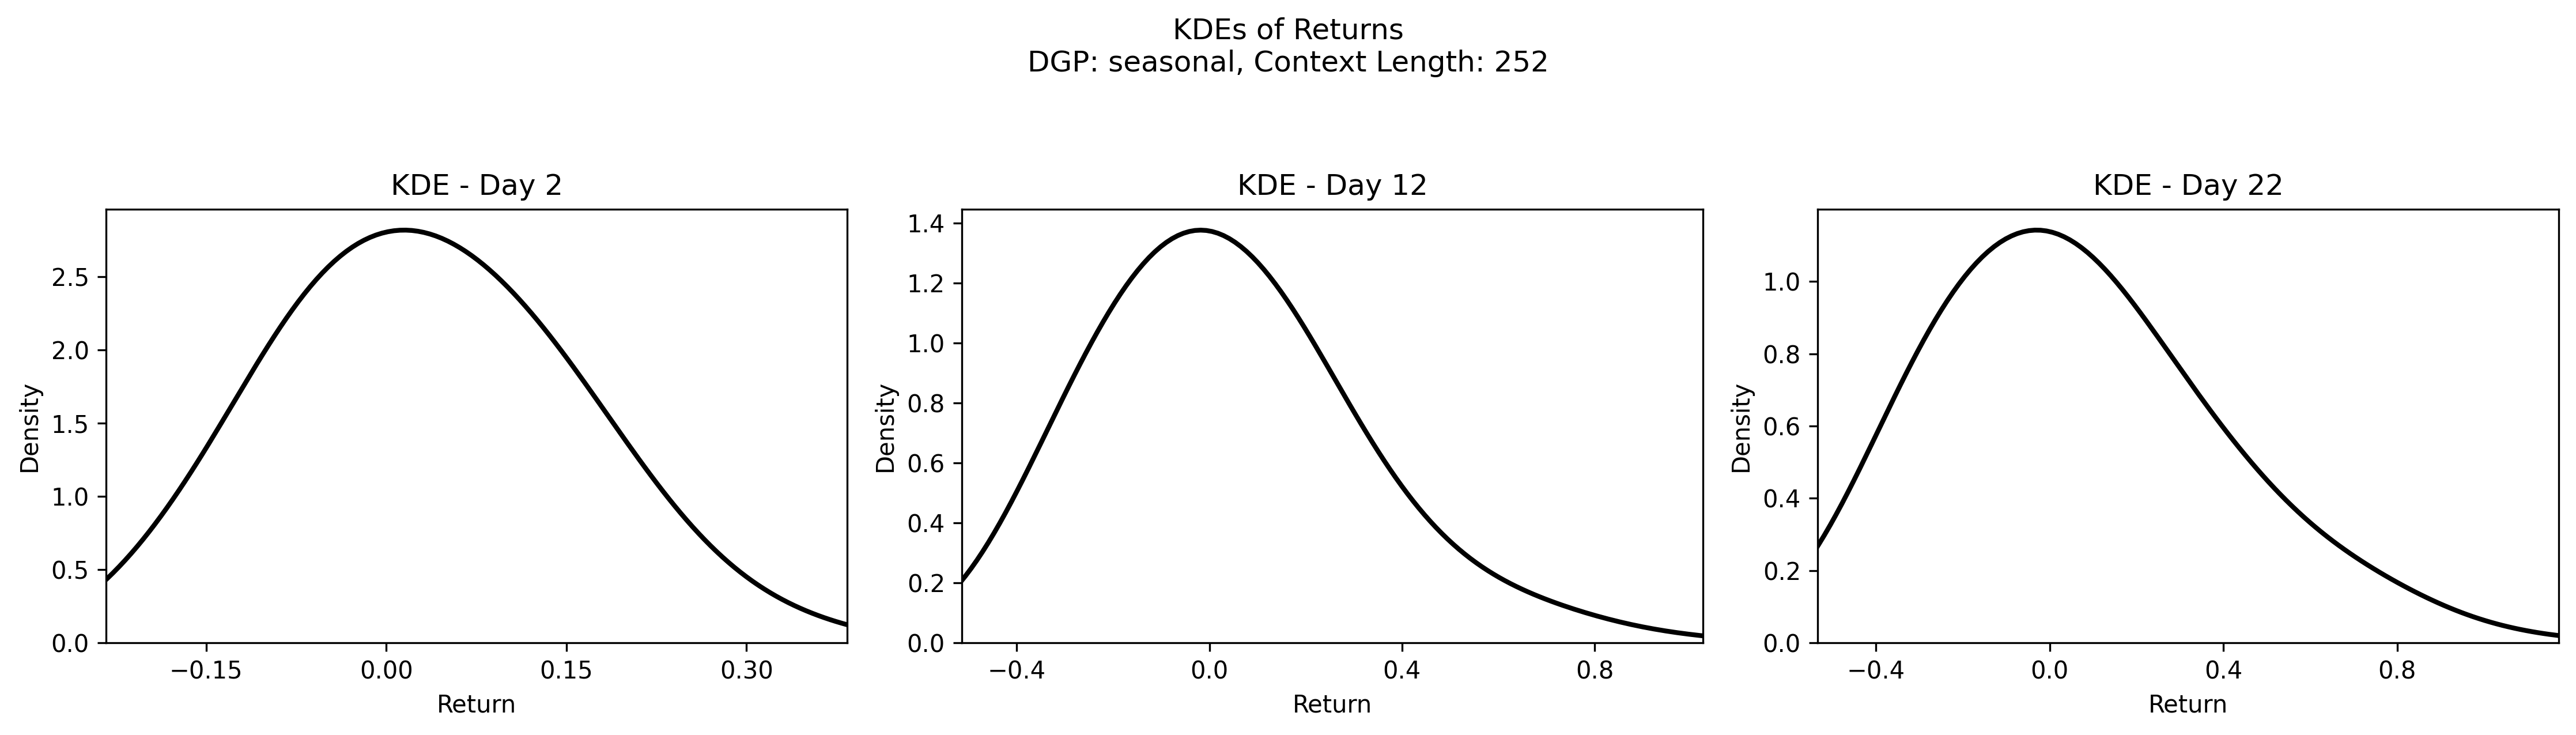 KDEs of Returns
DGP: seasonal, Context Length: 252
KDE - Day 2
Density
2.5
2.0
1.5
1.0
0.5
0.0
−0.15 0.00 0.15 0.30
Return
KDE - Day 12
Density
1.4
1.2
1.0
0.8
0.6
0.4
0.2
0.0
−0.4 0.0 0.4 0.8
Return
KDE - Day 22
Density
1.0
0.8
0.6
0.4
0.2
0.0
−0.4 0.0 0.4 0.8
Return